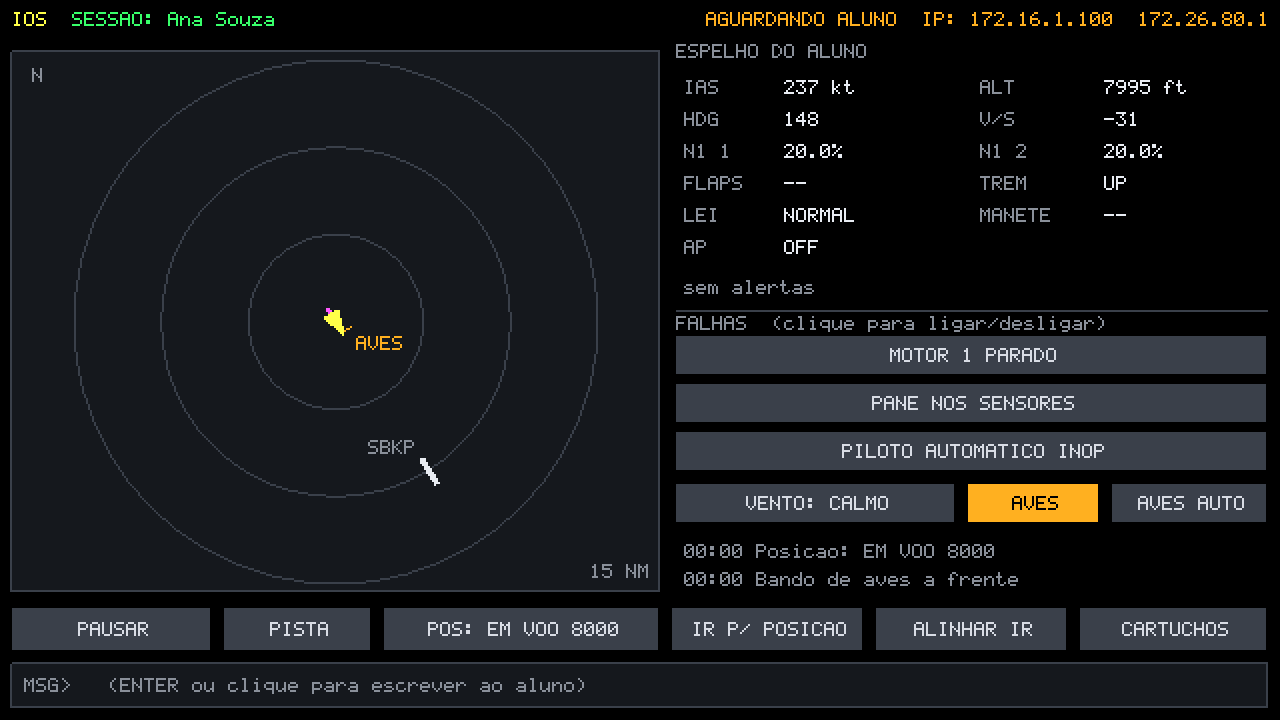 IOS SESSAO: Ana Souza AGUARDANDO ALUNO IP: 172.16.1.100 172.26.80.1
N
ESPELHO DO ALUNO
IAS 237 kt ALT 7995 ft
HDG 148 V/S -31
N1 1 20.0% N1 2 20.0%
FLAPS -- TREM UP
LEI NORMAL MANETE --
AP OFF
sem alertas
AVES
SBKP
15 NM
FALHAS (clique para ligar/desligar)
MOTOR 1 PARADO
PANE NOS SENSORES
PILOTO AUTOMATICO INOP
VENTO: CALMO AVES AVES AUTO
00:00 Posicao: EM VOO 8000
00:00 Bando de aves a frente
PAUSAR PISTA POS: EM VOO 8000 IR P/ POSICAO ALINHAR IR CARTUCHOS
MSG> (ENTER ou clique para escrever ao aluno)